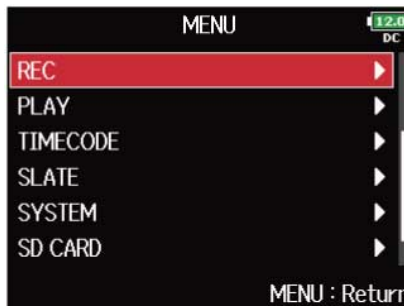 MENU
12.0
DC
REC
PLAY
TIMECODE
SLATE
SYSTEM
SD CARD
MENU : Return